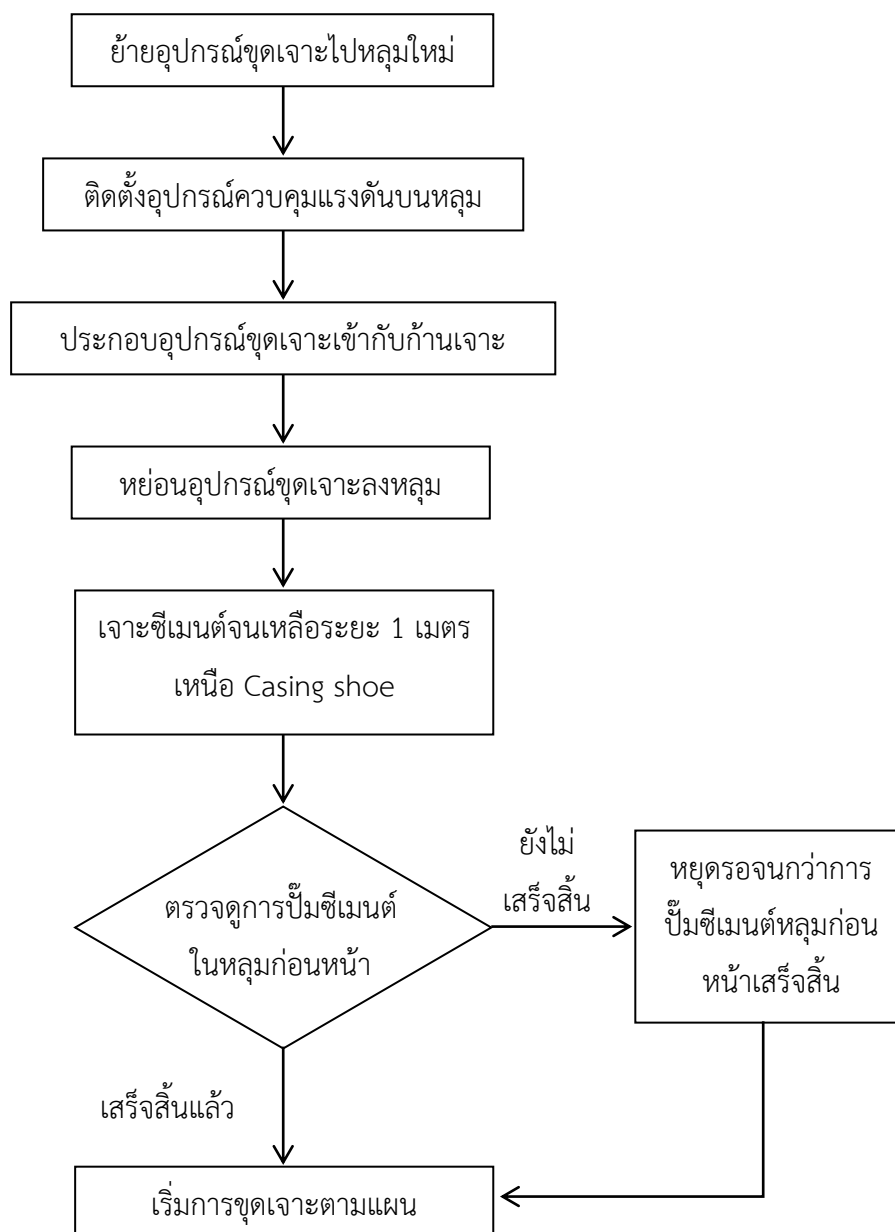 ย้ายอุปกรณ์ขุดเจาะไปหลุมใหม่
ติดตั้งอุปกรณ์ควบคุมแรงดันบนหลุม
ประกอบอุปกรณ์ขุดเจาะเข้ากับก้านเจาะ
หย่อนอุปกรณ์ขุดเจาะลงหลุม
เจาะซีเมนต์จนเหลือระยะ 1 เมตร
เหนือ Casing shoe
ตรวจดูการปั๊มซีเมนต์
ในหลุมก่อนหน้า
ยังไม่
เสร็จสิ้น
หยุดรอจนกว่าการ
ปั๊มซีเมนต์หลุมก่อน
หน้าเสร็จสิ้น
เสร็จสิ้นแล้ว
เริ่มการขุดเจาะตามแผน